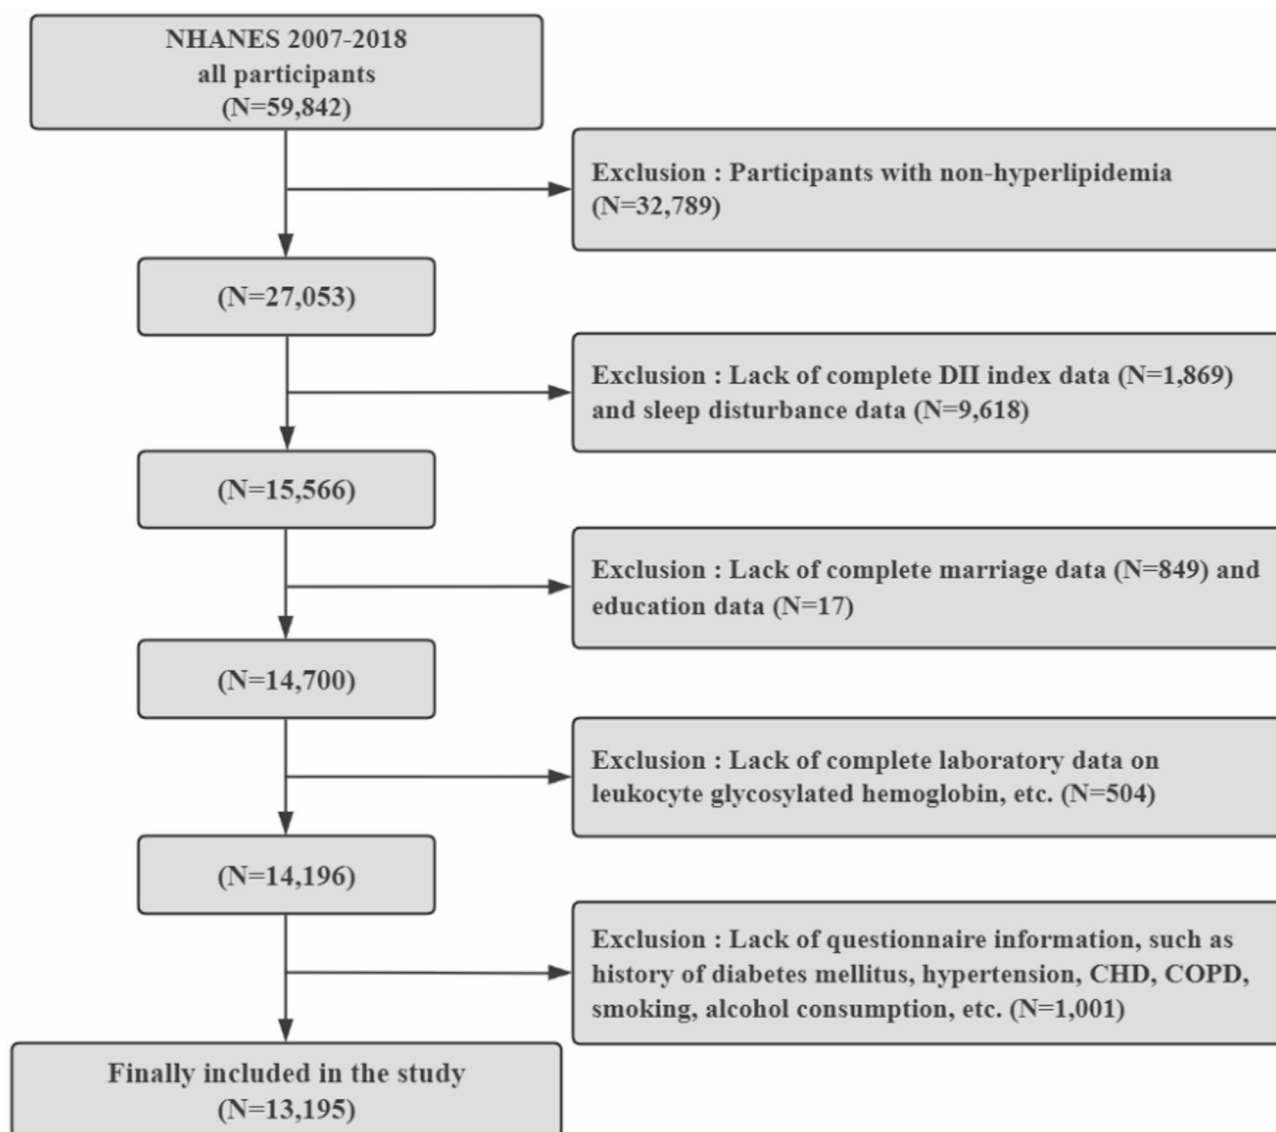 NHANES 2007-2018
all participants
(N=59,842)
Exclusion : Participants with non-hyperlipidemia
(N=32,789)
(N=27,053)
Exclusion : Lack of complete DII index data (N=1,869)
and sleep disturbance data (N=9,618)
(N=15,566)
Exclusion : Lack of complete marriage data (N=849) and
education data (N=17)
(N=14,700)
Exclusion : Lack of complete laboratory data on
leukocyte glycosylated hemoglobin, etc. (N=504)
(N=14,196)
Exclusion : Lack of questionnaire information, such as
history of diabetes mellitus, hypertension, CHD, COPD,
smoking, alcohol consumption, etc. (N=1,001)
Finally included in the study
(N=13,195)